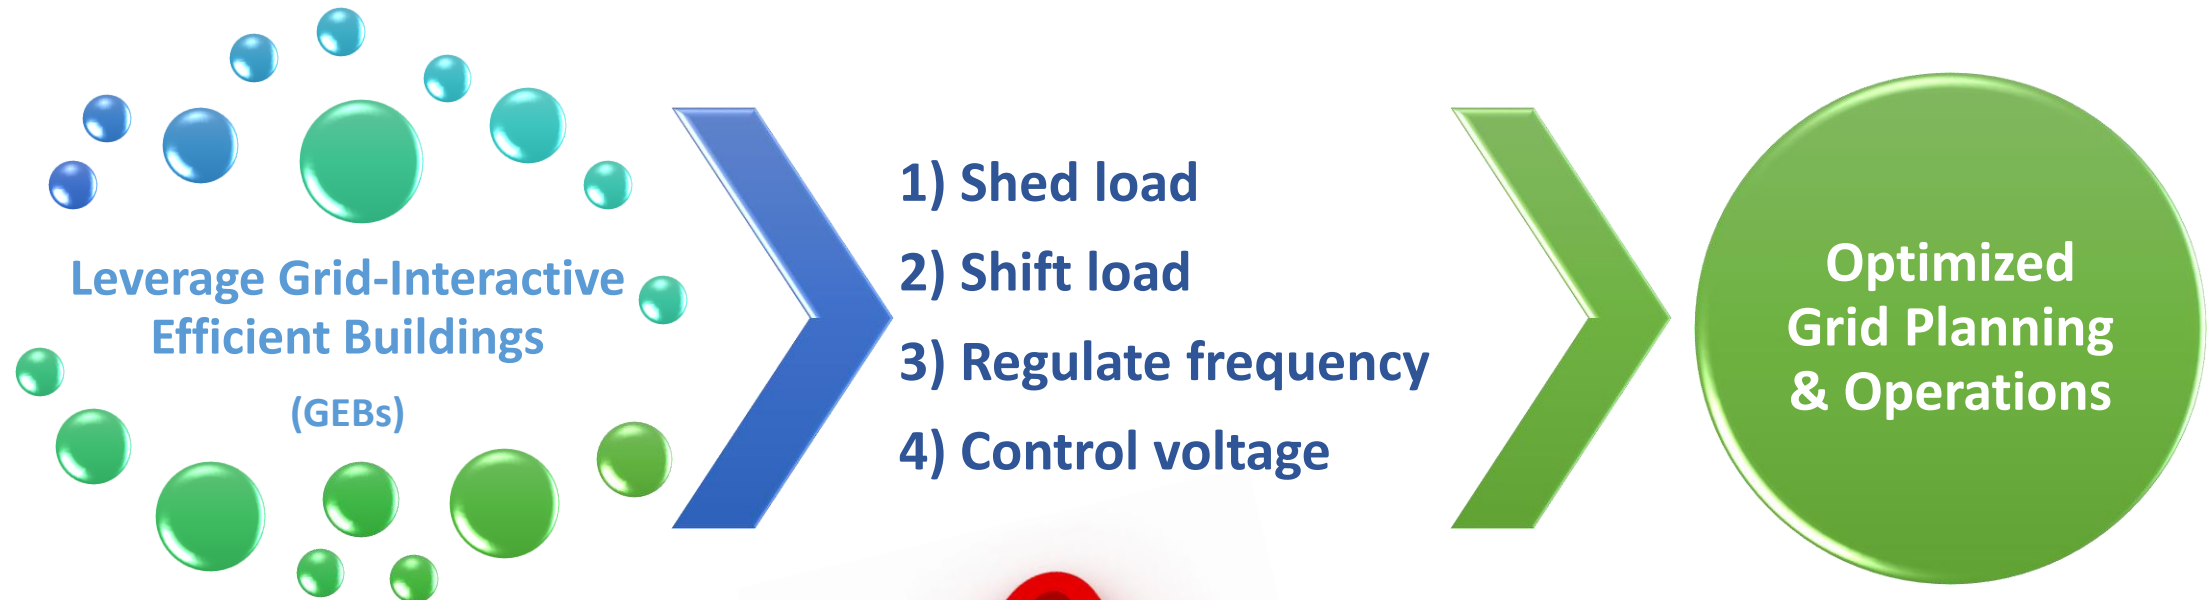 Leverage Grid-Interactive
Efficient Buildings
(GEBs)
1) Shed load
2) Shift load
3) Regulate frequency
4) Control voltage
Optimized
Grid Planning
& Operations